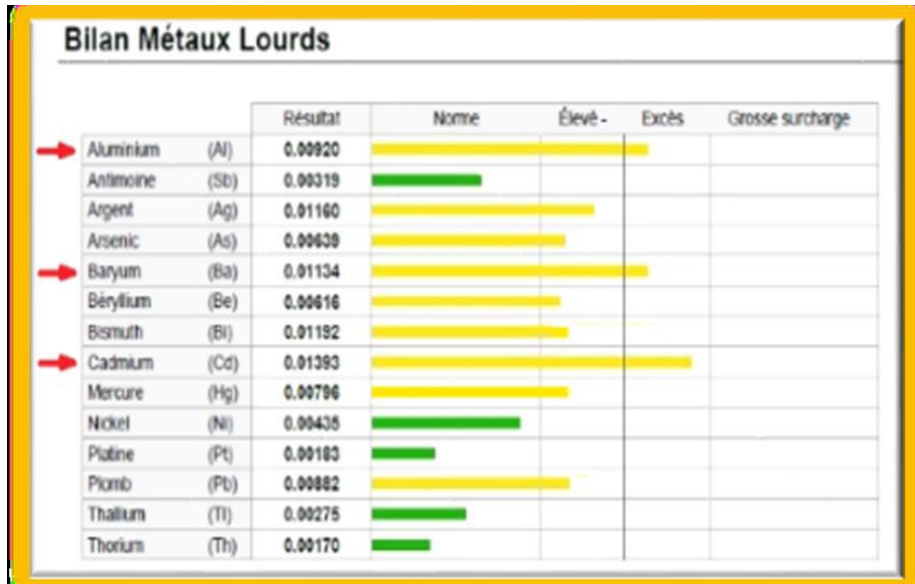 Bilan Métaux Lourds
Résultat Norme Élevé - Excès Grosse surcharge
Aluminium (Al) 0.00920
Antimoine (Sb) 0.00319
Argent (Ag) 0.01160
Arsenic (As) 0.00639
Baryum (Ba) 0.01134
Béryllium (Be) 0.00616
Bismuth (Bi) 0.01192
Cadmium (Cd) 0.01393
Mercure (Hg) 0.00796
Nickel (Ni) 0.00435
Platine (Pt) 0.00183
Plomb (Pb) 0.00882
Thallium (Tl) 0.00275
Thorium (Th) 0.00170